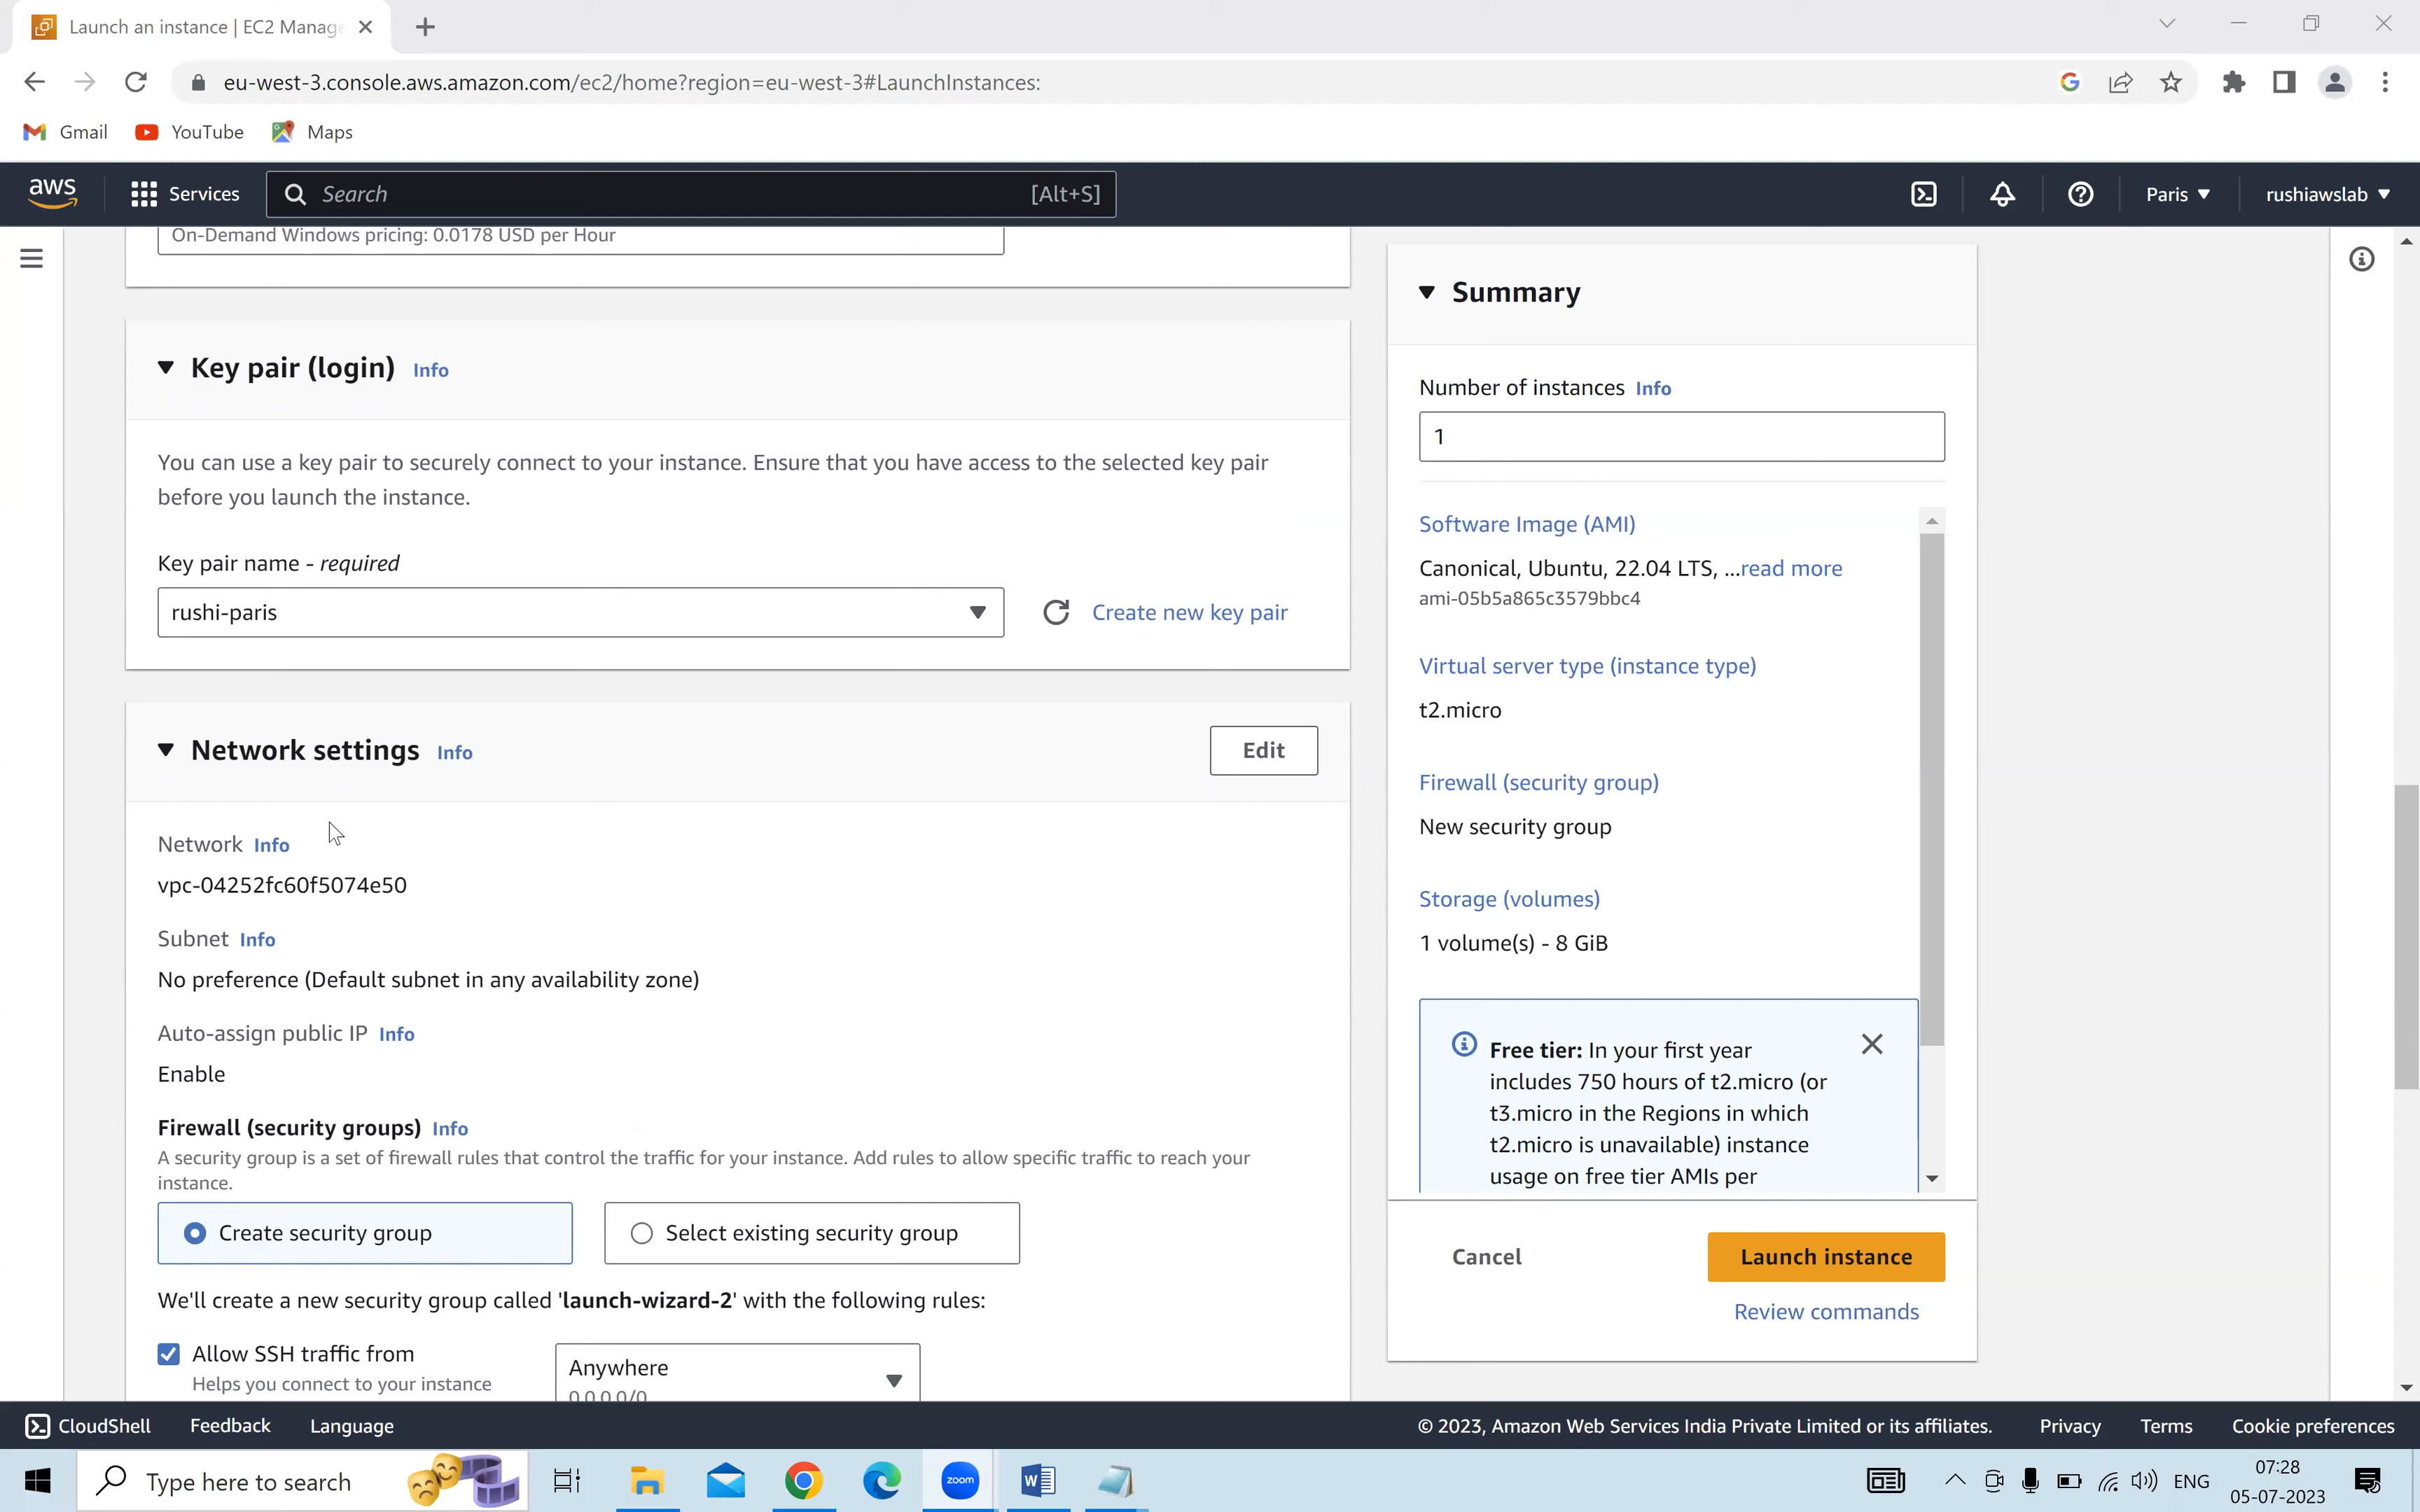 Launch an instance | EC2 Manage
eu-west-3.console.aws.amazon.com/ec2/home?region=eu-west-3#LaunchInstances:
Gmail
YouTube
Maps
aws
Services
Search
[Alt+S]
Paris
rushiawslab
On-Demand Windows pricing: 0.0178 USD per Hour
Key pair (login) Info
You can use a key pair to securely connect to your instance. Ensure that you have access to the selected key pair
before you launch the instance.
Key pair name - required
rushi-paris
Create new key pair
Network settings Info
Edit
Network Info
vpc-04252fc60f5074e50
Subnet Info
No preference (Default subnet in any availability zone)
Auto-assign public IP Info
Enable
Firewall (security groups) Info
A security group is a set of firewall rules that control the traffic for your instance. Add rules to allow specific traffic to reach your
instance.
Create security group
Select existing security group
We'll create a new security group called 'launch-wizard-2' with the following rules:
Allow SSH traffic from
Helps you connect to your instance
Anywhere
0.0.0.0/0
Summary
Number of instances Info
1
Software Image (AMI)
Canonical, Ubuntu, 22.04 LTS, ...read more
ami-05b5a865c3579bbc4
Virtual server type (instance type)
t2.micro
Firewall (security group)
New security group
Storage (volumes)
1 volume(s) - 8 GiB
Free tier: In your first year
includes 750 hours of t2.micro (or
t3.micro in the Regions in which
t2.micro is unavailable) instance
usage on free tier AMIs per
Cancel
Launch instance
Review commands
CloudShell
Feedback
Language
© 2023, Amazon Web Services India Private Limited or its affiliates.
Privacy
Terms
Cookie preferences
Type here to search
zoom
W
ENG
07:28
05-07-2023